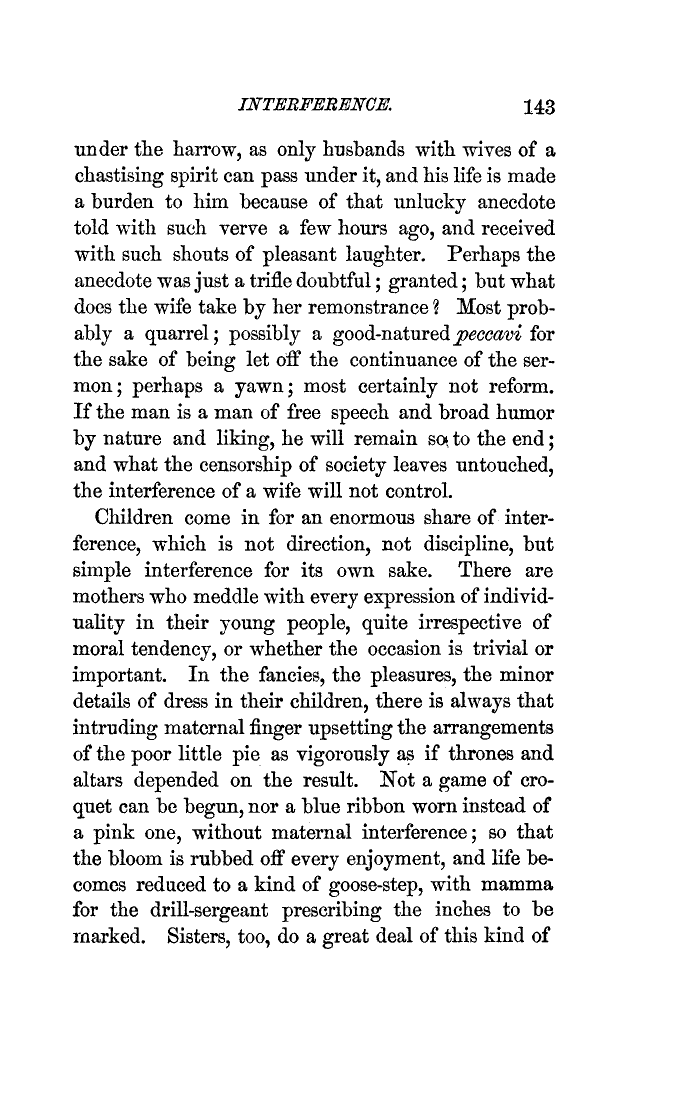 INTERFERENCE. 143
under the harrow, as only husbands with wives of a
chastising spirit can pass under it, and his life is made
a burden to him because of that unlucky anecdote
told with such verve a few hours ago, and received
with such shouts of pleasant laughter. Perhaps the
anecdote was just a trifle doubtful; granted; but what
does the wife take by her remonstrance? Most prob-
ably a quarrel; possibly a good-natured peccavi for
the sake of being let off the continuance of the ser-
mon; perhaps a yawn; most certainly not reform.
If the man is a man of free speech and broad humor
by nature and liking, he will remain so to the end;
and what the censorship of society leaves untouched,
the interference of a wife will not control.
Children come in for an enormous share of inter-
ference, which is not direction, not discipline, but
simple interference for its own sake. There are
mothers who meddle with every expression of individ-
uality in their young people, quite irrespective of
moral tendency, or whether the occasion is trivial or
important. In the fancies, the pleasures, the minor
details of dress in their children, there is always that
intruding maternal finger upsetting the arrangements
of the poor little pie as vigorously as if thrones and
altars depended on the result. Not a game of cro-
quet can be begun, nor a blue ribbon worn instead of
a pink one, without maternal interference; so that
the bloom is rubbed off every enjoyment, and life be-
comes reduced to a kind of goose-step, with mamma
for the drill-sergeant prescribing the inches to be
marked. Sisters, too, do a great deal of this kind of